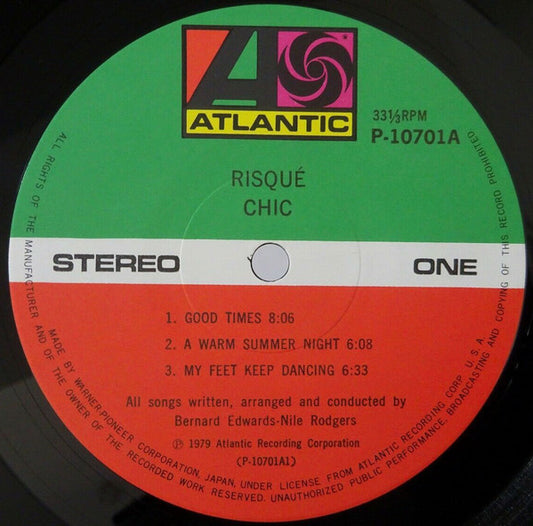 ATLANTIC
33⅓RPM
P-10701A
RISQUÉ
CHIC
STEREO
ONE
1. GOOD TIMES 8:06
2. A WARM SUMMER NIGHT 6:08
3. MY FEET KEEP DANCING 6:33
All songs written, arranged and conducted by
Bernard Edwards-Nile Rodgers
Ⓟ 1979 Atlantic Recording Corporation
(P-10701A1)
MADE BY WARNER-PIONEER CORPORATION, JAPAN, UNDER LICENSE FROM ATLANTIC RECORDING CORP. U.S.A.
ALL RIGHTS OF THE MANUFACTURER AND OF THE OWNER OF THE RECORDED WORK RESERVED. UNAUTHORIZED PUBLIC PERFORMANCE, BROADCASTING AND COPYING OF THIS RECORD PROHIBITED